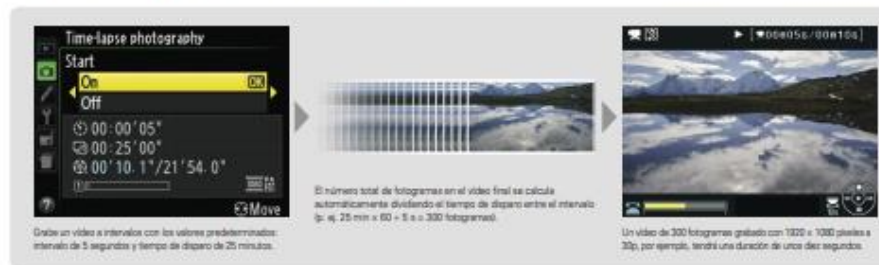 Time-lapse photography
Start
On OK
Off
00:00'05"
00:25'00"
00'10.1"/21'54.0"
Move
Grabe un vídeo a intervalos con los valores predeterminados:
intervalo de 5 segundos y tiempo de disparo de 25 minutos.
El número total de fotogramas en el vídeo final se calcula
automáticamente dividiendo el tiempo de disparo entre el intervalo
(p. ej. 25 min × 60 ÷ 5 s = 300 fotogramas).
[00m05s/00m10s]
Un vídeo de 300 fotogramas grabado con 1920 × 1080 píxeles a
30p, por ejemplo, tendrá una duración de unos diez segundos.